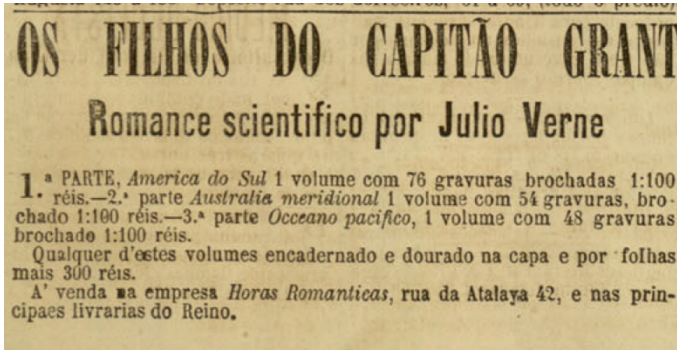 OS FILHOS DO CAPITÃO GRANT
Romance scientifico por Julio Verne
1.ª PARTE, America do Sul 1 volume com 76 gravuras brochadas 1:100
réis.—2.ª parte Australia meridional 1 volume com 54 gravuras, bro-
chado 1:100 réis.—3.ª parte Occeano pacifico, 1 volume com 48 gravuras
brochado 1:100 réis.
Qualquer d'estes volumes encadernado e dourado na capa e por folhas
mais 300 réis.
A' venda na empresa Horas Romanticas, rua da Atalaya 42, e nas prin-
cipaes livrarias do Reino.